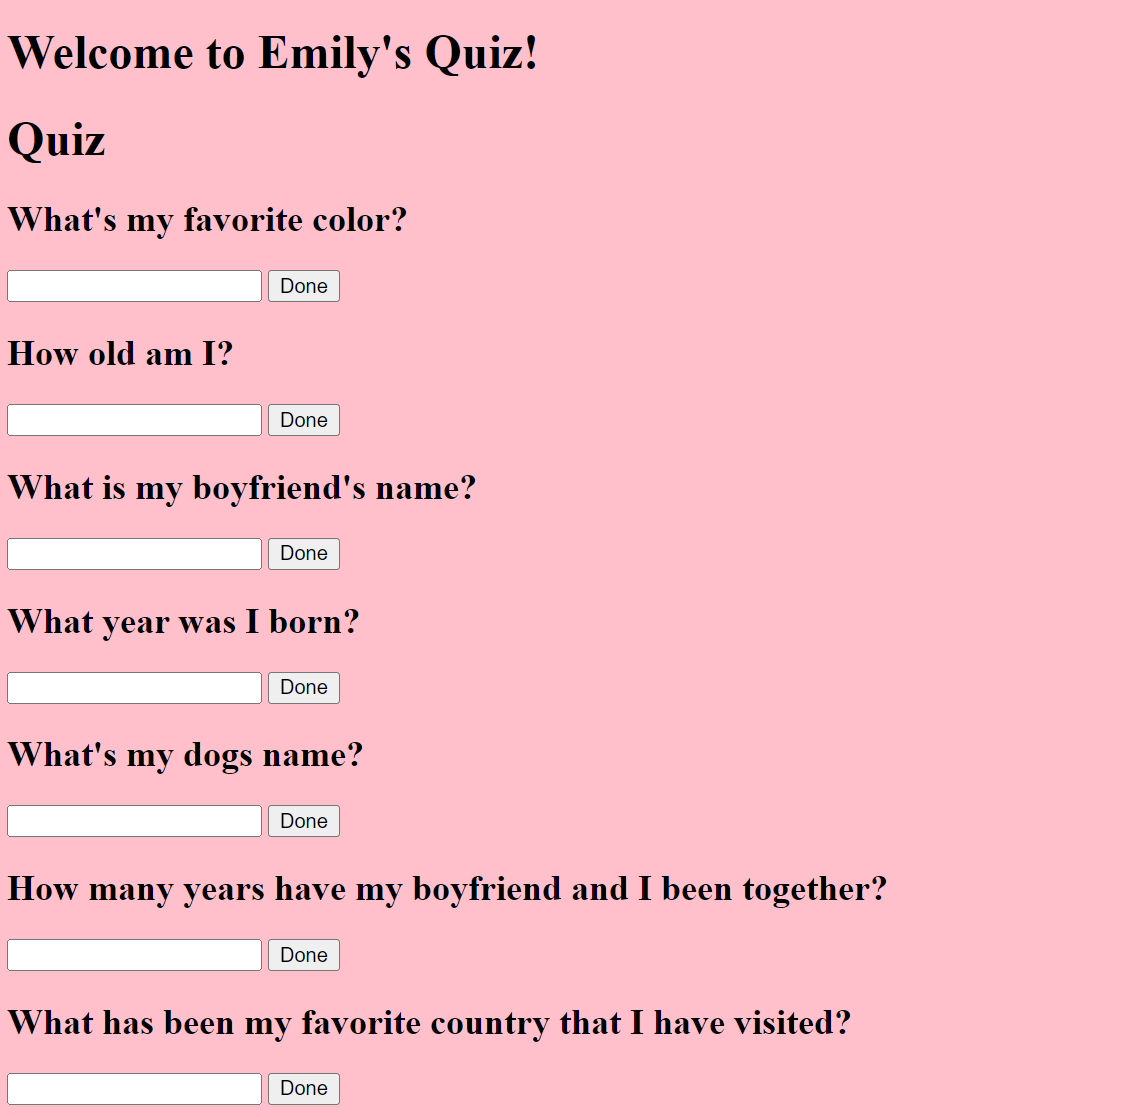 Welcome to Emily's Quiz!
Quiz
What's my favorite color?
Done
How old am I?
Done
What is my boyfriend's name?
Done
What year was I born?
Done
What's my dogs name?
Done
How many years have my boyfriend and I been together?
Done
What has been my favorite country that I have visited?
Done